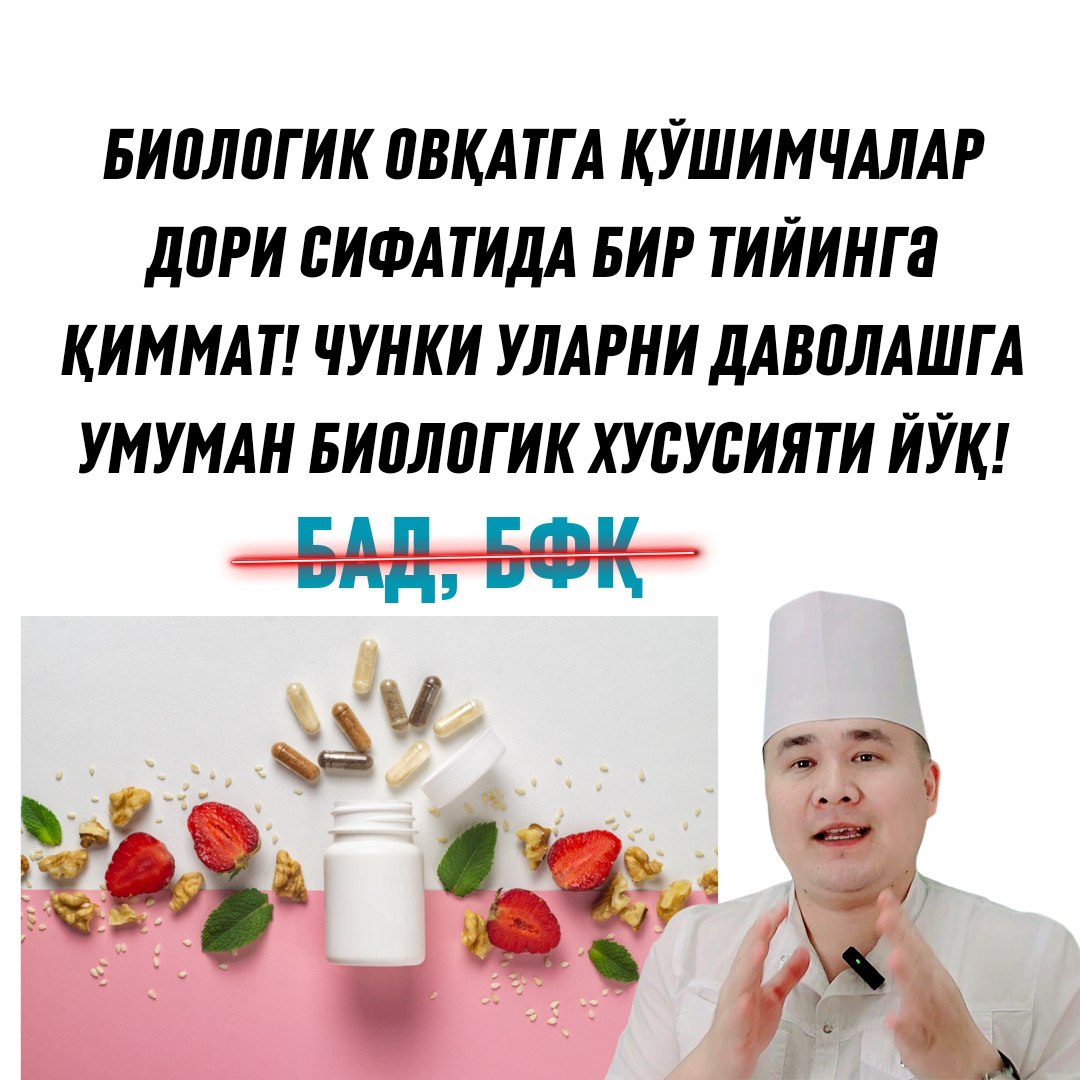 БИОЛОГИК ОВҚАТГА ҚЎШИМЧАЛАР
ДОРИ СИФАТИДА БИР ТИЙИНГа
ҚИММАТ! ЧУНКИ УЛАРНИ ДАВОЛАШГА
УМУМАН БИОЛОГИК ХУСУСИЯТИ ЙЎҚ!
БАД, БФҚ